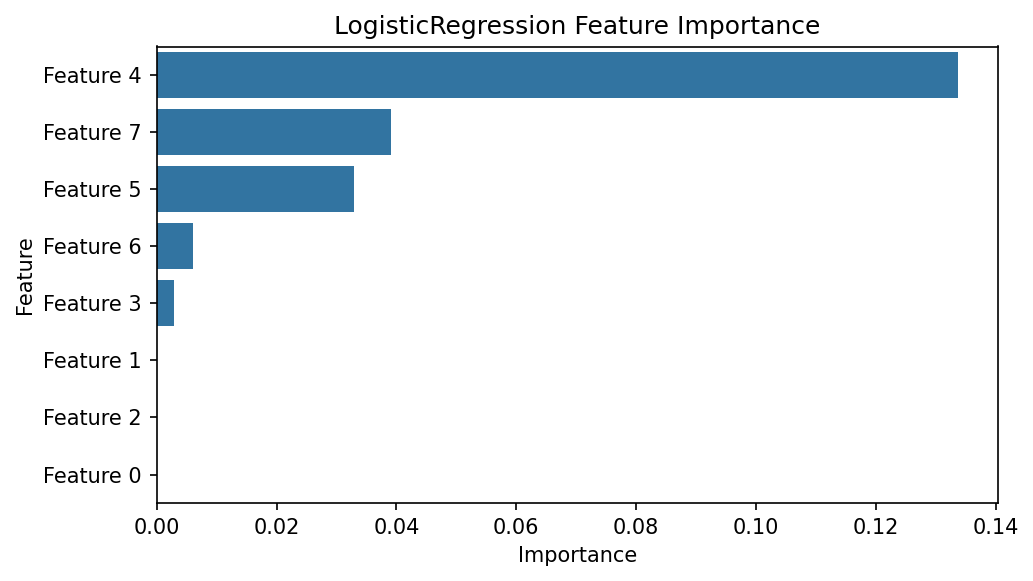 LogisticRegression Feature Importance
Feature 4
Feature 7
Feature 5
Feature 6
Feature 3
Feature 1
Feature 2
Feature 0
Feature
0.00 0.02 0.04 0.06 0.08 0.10 0.12 0.14
Importance